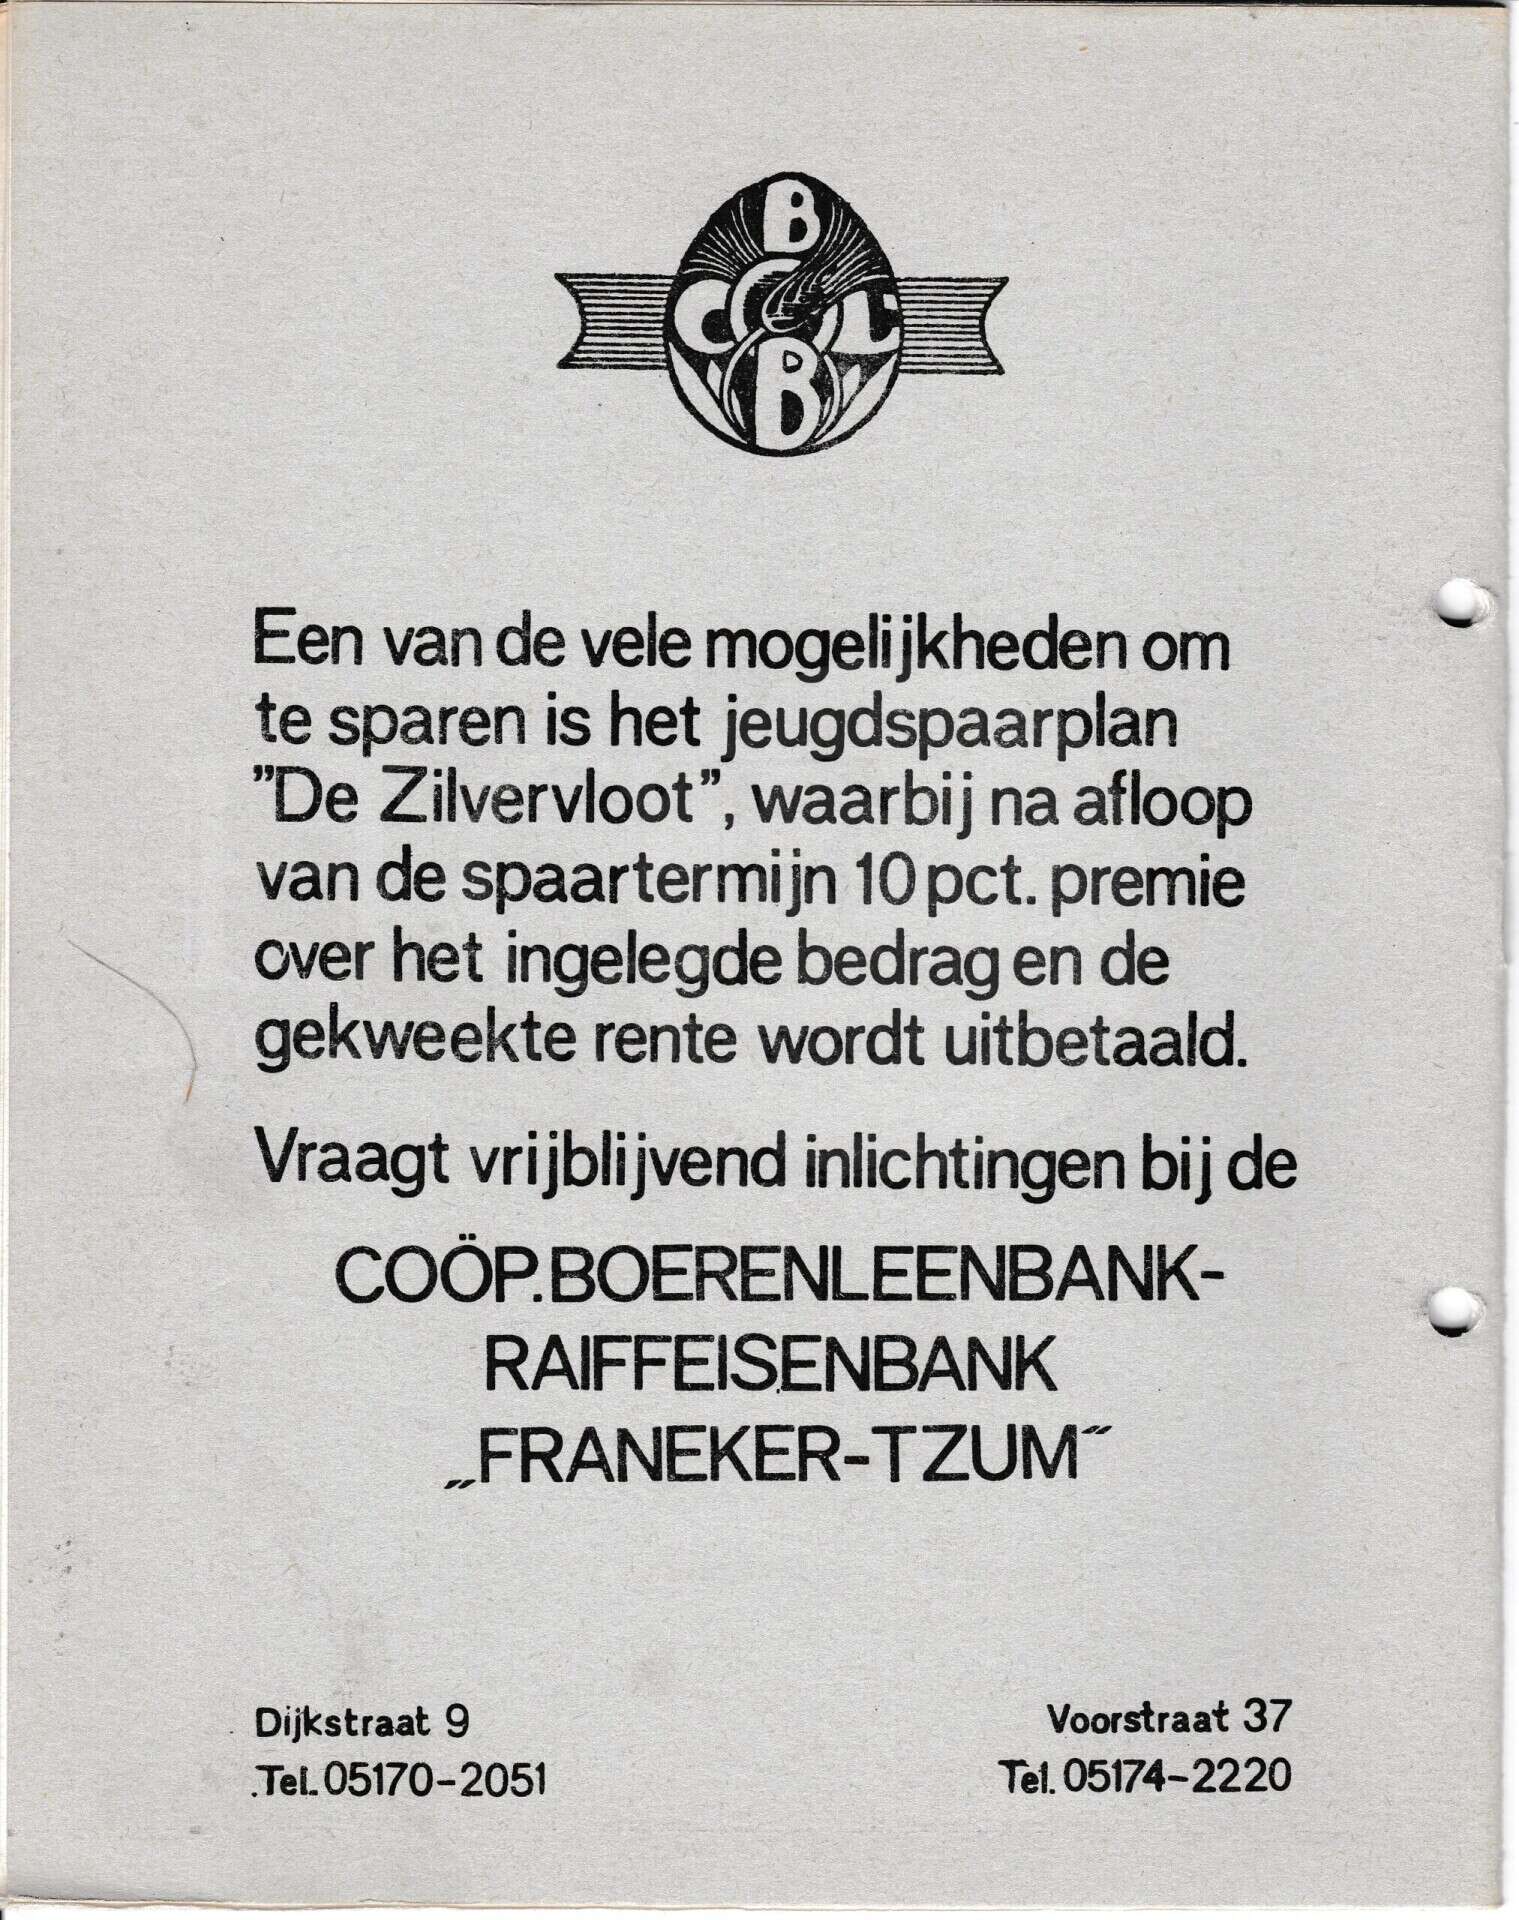 B
C C L
B
Een van de vele mogelijkheden om
te sparen is het jeugdspaarplan
"De Zilvervloot", waarbij na afloop
van de spaartermijn 10 pct. premie
over het ingelegde bedrag en de
gekweekte rente wordt uitbetaald.
Vraagt vrijblijvend inlichtingen bij de
COÖP. BOERENLEENBANK-
RAIFFEISENBANK
„FRANEKER-TZUM”
Dijkstraat 9 Voorstraat 37
Tel. 05170-2051 Tel. 05174-2220